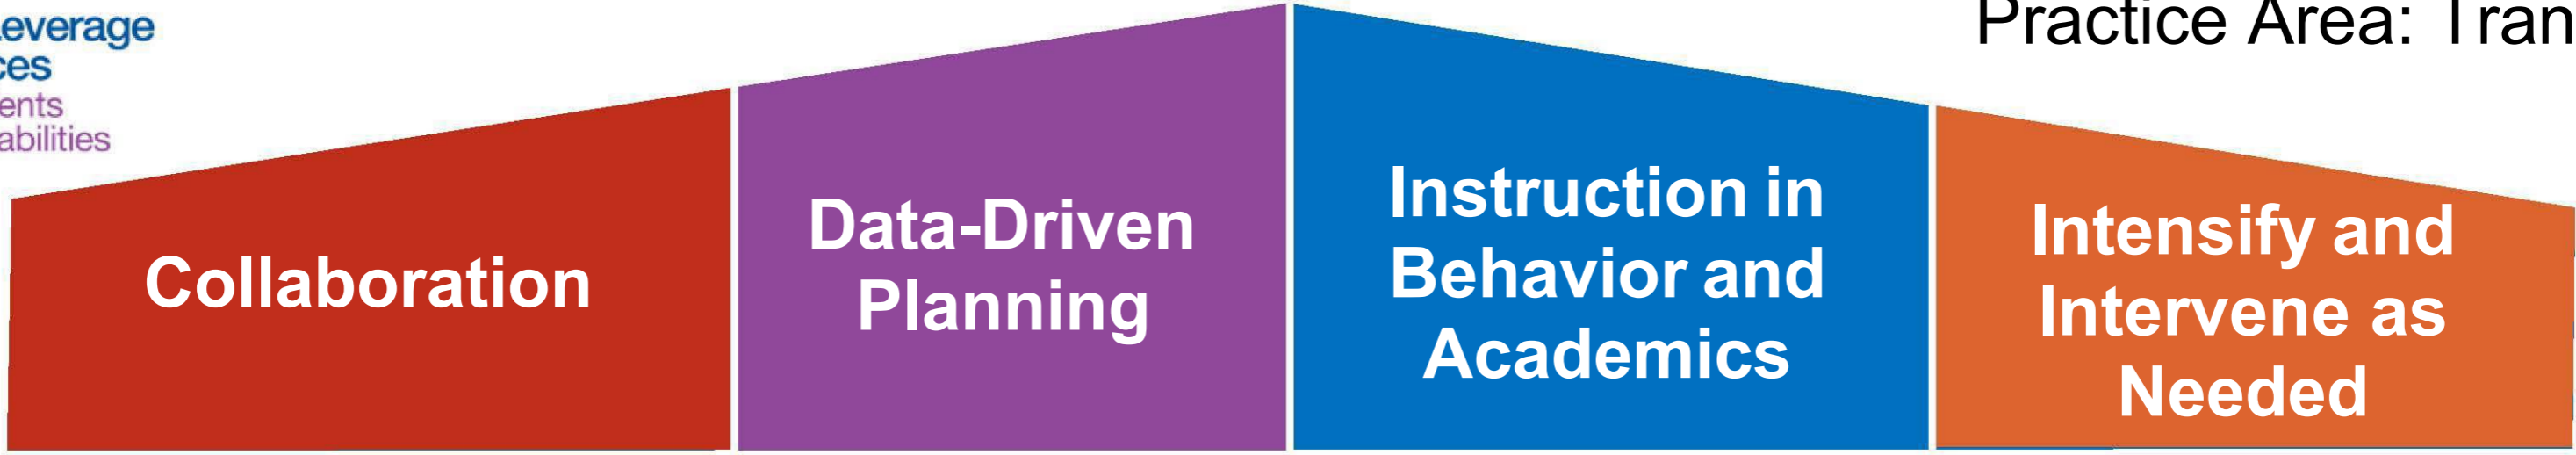 everage
ces
ents
abilities
Practice Area: Tran
Collaboration
Data-Driven
Planning
Instruction in
Behavior and
Academics
Intensify and
Intervene as
Needed